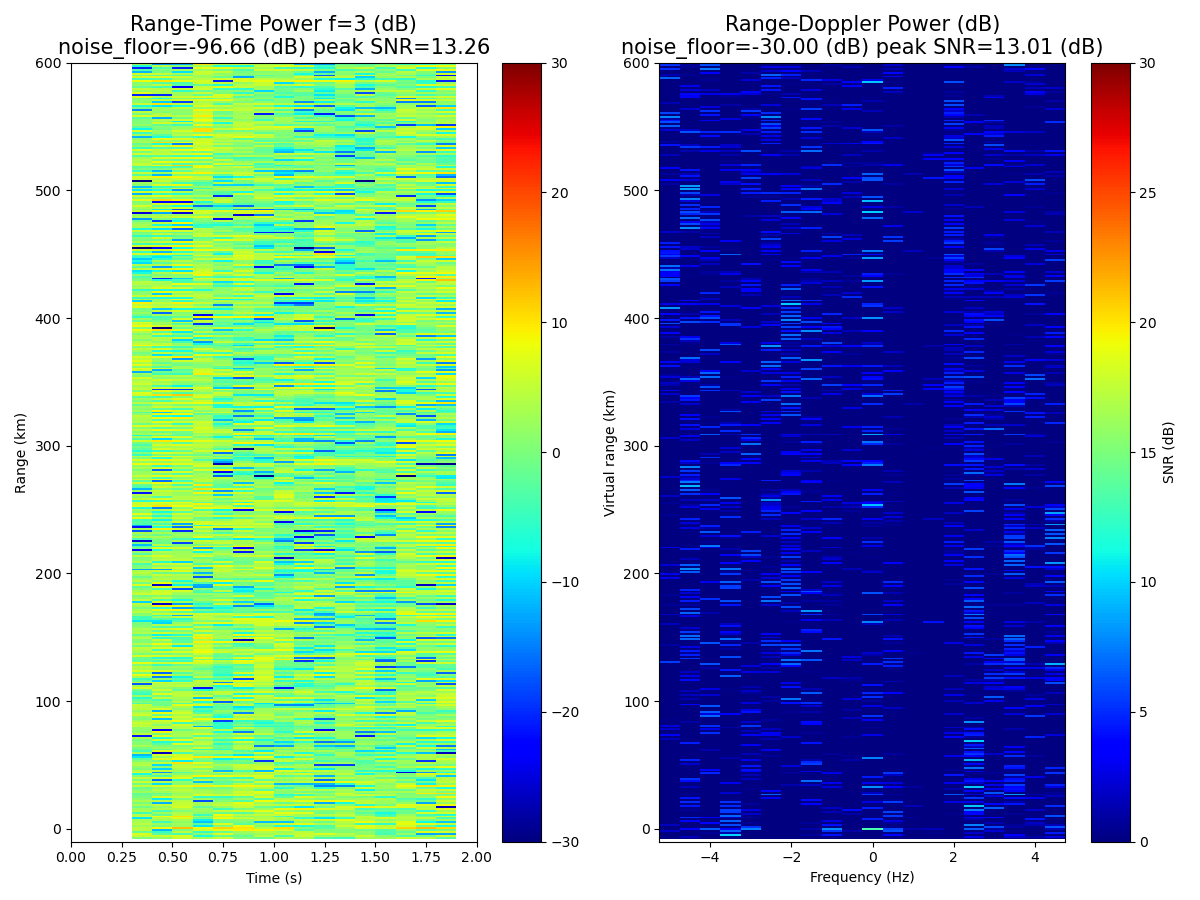 Range-Time Power f=3 (dB)
noise_floor=-96.66 (dB) peak SNR=13.26
600
500
400
300
200
100
0
Range (km)
0.00 0.25 0.50 0.75 1.00 1.25 1.50 1.75 2.00
Time (s)
30
20
10
0
−10
−20
−30
Range-Doppler Power (dB)
noise_floor=-30.00 (dB) peak SNR=13.01 (dB)
600
500
400
300
200
100
0
Virtual range (km)
−4 −2 0 2 4
Frequency (Hz)
30
25
20
15
10
5
0
SNR (dB)